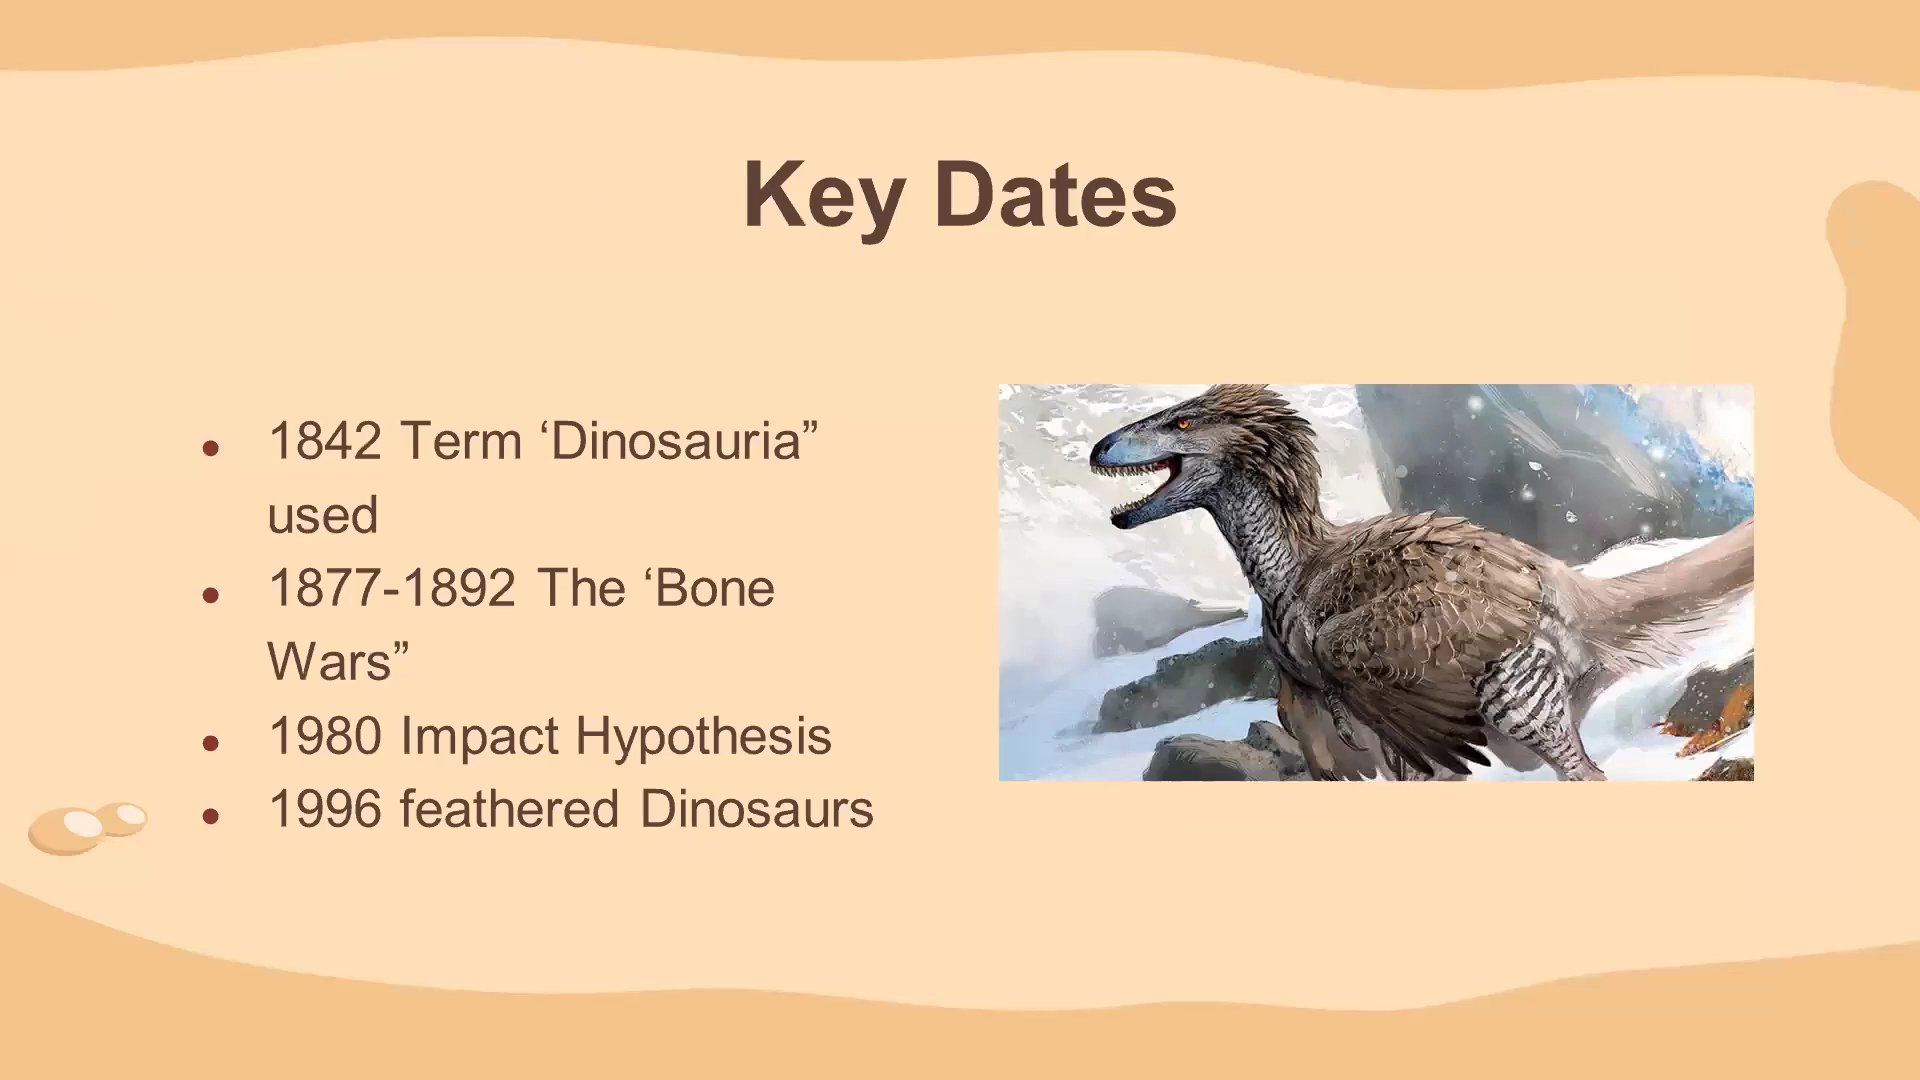 Key Dates
1842 Term ‘Dinosauria”
used
1877-1892 The ‘Bone
Wars”
1980 Impact Hypothesis
1996 feathered Dinosaurs